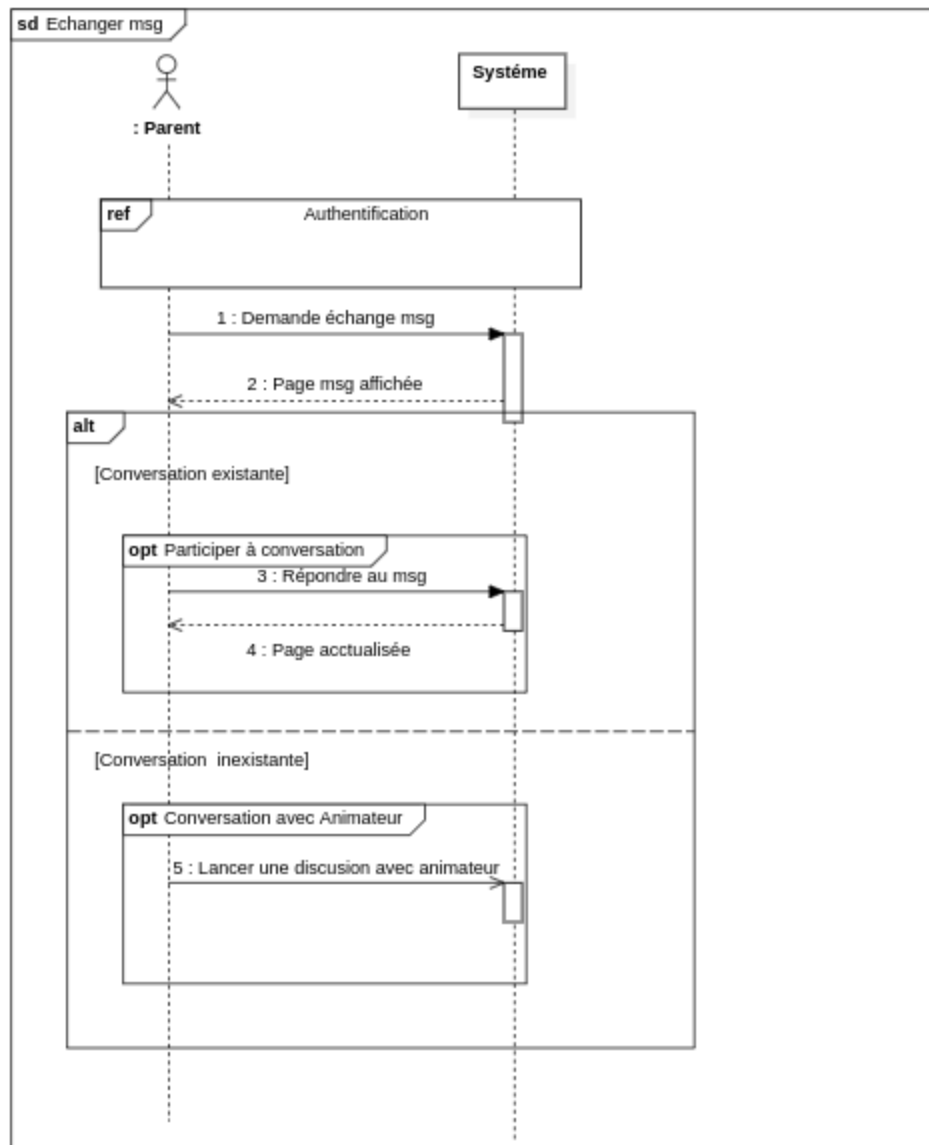 sd Echanger msg
Systéme
: Parent
ref Authentification
1 : Demande échange msg
2 : Page msg affichée
alt
[Conversation existante]
opt Participer à conversation
3 : Répondre au msg
4 : Page acctualisée
[Conversation inexistante]
opt Conversation avec Animateur
5 : Lancer une discusion avec animateur